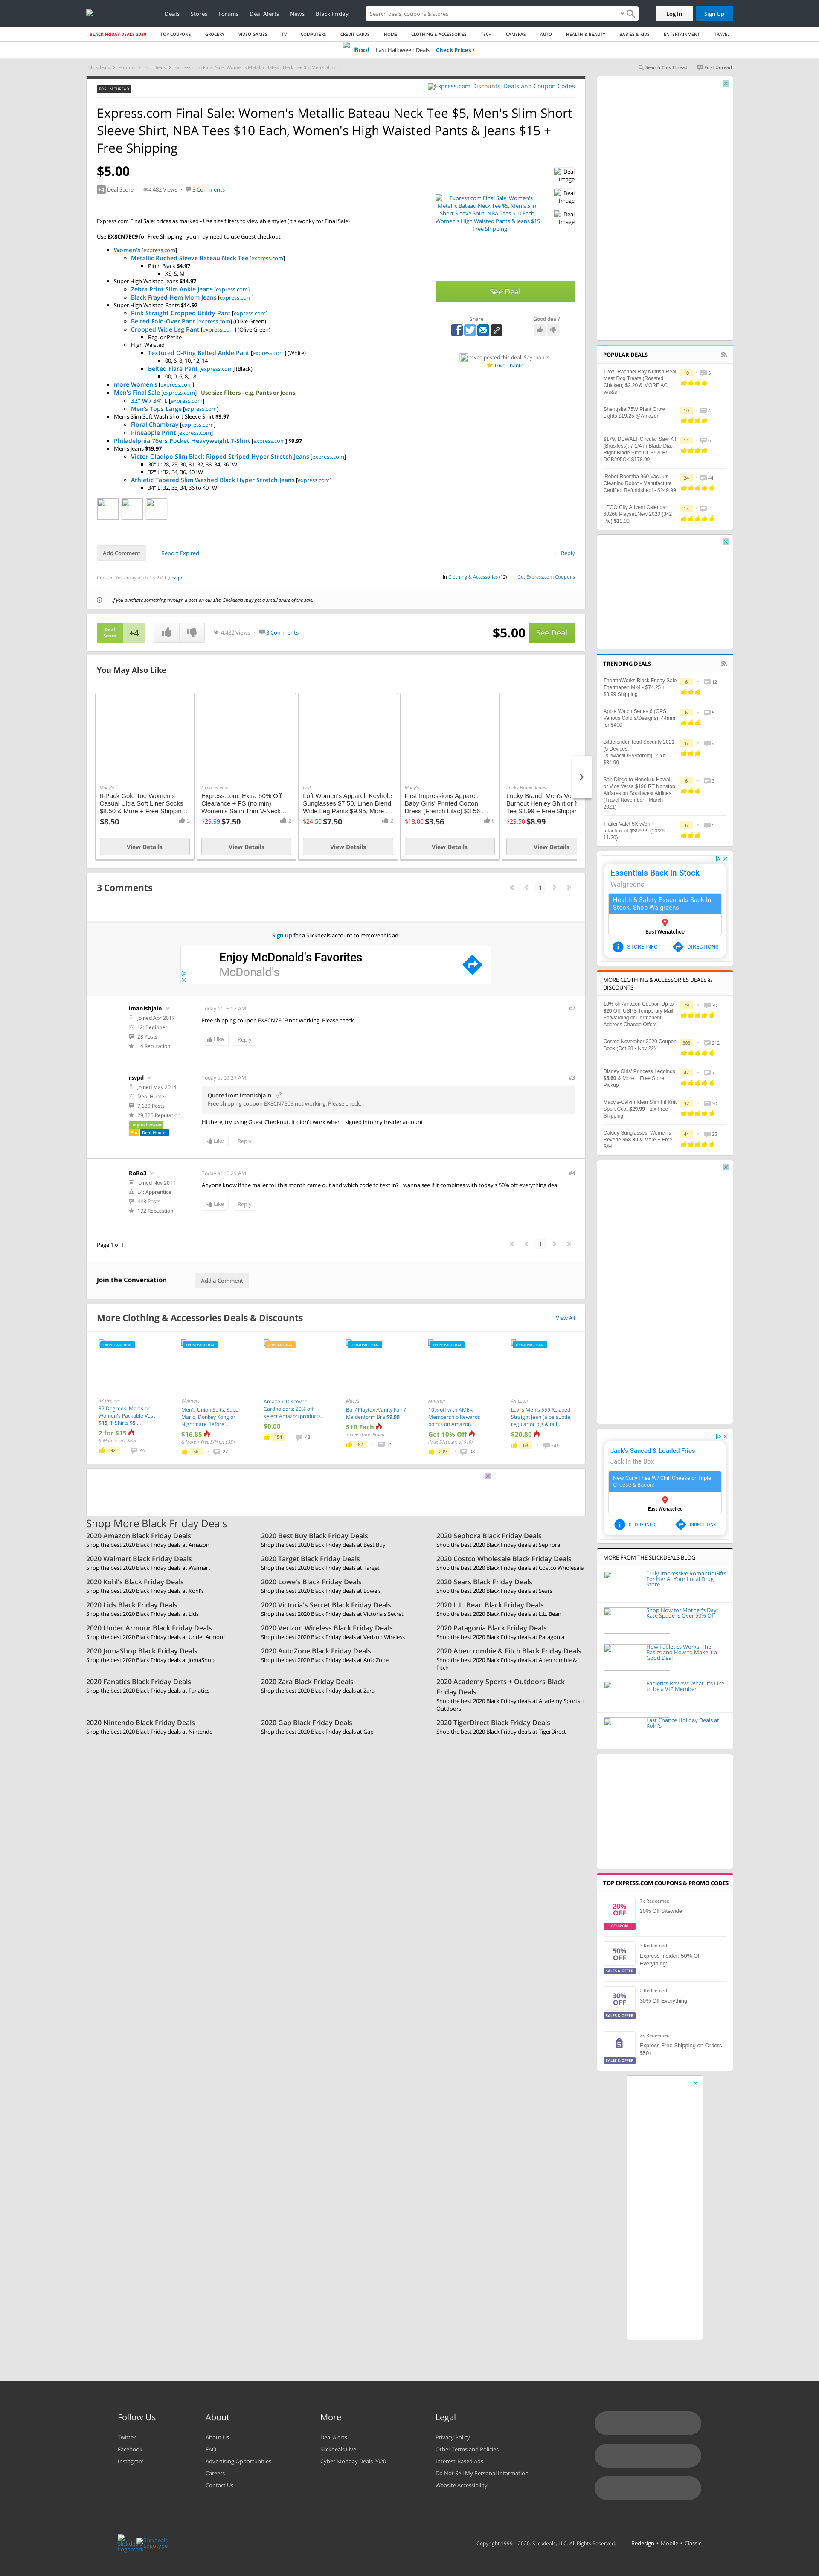 Deals Stores Forums Deal Alerts News Black Friday
Search deals, coupons & stores
Log In
Sign Up
BLACK FRIDAY DEALS 2020 TOP COUPONS GROCERY VIDEO GAMES TV COMPUTERS CREDIT CARDS HOME CLOTHING & ACCESSORIES TECH CAMERAS AUTO HEALTH & BEAUTY BABIES & KIDS ENTERTAINMENT TRAVEL
Boo! Last Halloween Deals Check Prices
Slickdeals Forums Hot Deals Express.com Final Sale: Women's Metallic Bateau Neck Tee $5, Men's Slim ...
Search This Thread First Unread
FORUM THREAD
Express.com Discounts, Deals and Coupon Codes
Express.com Final Sale: Women's Metallic Bateau Neck Tee $5, Men's Slim Short
Sleeve Shirt, NBA Tees $10 Each, Women's High Waisted Pants & Jeans $15 +
Free Shipping
$5.00
+4 Deal Score 4,482 Views 3 Comments
Express.com Final Sale: prices as marked - Use size filters to view able styles (it's wonky for Final Sale)
Use EX8CN7EC9 for Free Shipping - you may need to use Guest checkout
Women's [express.com]
Metallic Ruched Sleeve Bateau Neck Tee [express.com]
Pitch Black $4.97
XS, S, M
Super High Waisted Jeans $14.97
Zebra Print Slim Ankle Jeans [express.com]
Black Frayed Hem Mom Jeans [express.com]
Super High Waisted Pants $14.97
Pink Straight Cropped Utility Pant [express.com]
Belted Fold-Over Pant [express.com] (Olive Green)
Cropped Wide Leg Pant [express.com] (Olive Green)
Reg. or Petite
High Waisted
Textured O-Ring Belted Ankle Pant [express.com] (White)
00, 6, 8, 10, 12, 14
Belted Flare Pant [express.com] (Black)
00, 0, 6, 8, 18
more Women's [express.com]
Men's Final Sale [express.com] - Use size filters - e.g. Pants or Jeans
32" W / 34" L [express.com]
Men's Tops Large [express.com]
Men's Slim Soft Wash Short Sleeve Shirt $9.97
Floral Chambray [express.com]
Pineapple Print [express.com]
Philadelphia 76ers Pocket Heavyweight T-Shirt [express.com] $9.97
Men's Jeans $19.97
Victor Oladipo Slim Black Ripped Striped Hyper Stretch Jeans [express.com]
30" L: 28, 29, 30, 31, 32, 33, 34, 36" W
32" L: 32, 34, 36, 40" W
Athletic Tapered Slim Washed Black Hyper Stretch Jeans [express.com]
34" L: 32, 33, 34, 36 to 40" W
Express.com Final Sale: Women's
Metallic Bateau Neck Tee $5, Men's Slim
Short Sleeve Shirt, NBA Tees $10 Each,
Women's High Waisted Pants & Jeans $15
+ Free Shipping
Deal
Image
Deal
Image
Deal
Image
See Deal
Share Good deal?
rsvpd posted this deal. Say thanks!
Give Thanks
Add Comment Report Expired Reply
Created Yesterday at 07:13 PM by rsvpd
in Clothing & Accessories (12) Get Express.com Coupons
If you purchase something through a post on our site, Slickdeals may get a small share of the sale.
Deal
Score
+4
4,482 Views 3 Comments
$5.00 See Deal
You May Also Like
Macy's
6-Pack Gold Toe Women's
Casual Ultra Soft Liner Socks
$8.50 & More + Free Shippin...
$8.50 2
View Details
Express.com
Express.com: Extra 50% Off
Clearance + FS (no min)
Women's Satin Trim V-Neck...
$29.99 $7.50 2
View Details
Loft
Loft Women's Apparel: Keyhole
Sunglasses $7.50, Linen Blend
Wide Leg Pants $9.95, More ...
$24.50 $7.50 2
View Details
Macy's
First Impressions Apparel:
Baby Girls' Printed Cotton
Dress (French Lilac) $3.56,...
$18.00 $3.56 0
View Details
Lucky Brand Jeans
Lucky Brand: Men's Ve
Burnout Henley Shirt or
Tee $8.99 + Free Shippi
$29.50 $8.99
View Details
3 Comments
1
Sign up for a Slickdeals account to remove this ad.
Enjoy McDonald's Favorites
McDonald's
imanishjain
Joined Apr 2017
L2: Beginner
28 Posts
14 Reputation
Today at 08:12 AM #2
Free shipping coupon EX8CN7EC9 not working. Please check.
Like Reply
rsvpd
Joined May 2014
Deal Hunter
7,639 Posts
29,325 Reputation
Original Poster
Pro Deal Hunter
Today at 09:27 AM #3
Quote from imanishjain
Free shipping coupon EX8CN7EC9 not working. Please check.
Hi there, try using Guest Checkout. It didn't work when I signed into my Insider account.
Like Reply
RoRo3
Joined Nov 2011
L4: Apprentice
443 Posts
172 Reputation
Today at 10:29 AM #4
Anyone know if the mailer for this month came out and which code to text in? I wanna see if it combines with today's 50% off everything deal
Like Reply
Page 1 of 1
1
Join the Conversation Add a Comment
More Clothing & Accessories Deals & Discounts View All
FRONTPAGE DEAL
32 Degrees
32 Degrees: Men's or
Women's Packable Vest
$15, T-Shirts $5,...
2 for $15
& More + Free S&H
92 46
FRONTPAGE DEAL
Walmart
Men's Union Suits: Super
Mario, Donkey Kong or
Nightmare Before...
$16.85
& More + Free S/H on $35+
56 27
POPULAR DEAL
Amazon: Discover
Cardholders: 20% off
select Amazon products...
$0.00
154 43
FRONTPAGE DEAL
Macy's
Bali/ Playtex /Vanity Fair /
Maidenform Bra $9.99
$10 Each
+ Free Store Pickup
82 25
FRONTPAGE DEAL
Amazon
10% off with AMEX
Membership Rewards
points on Amazon....
Get 10% Off
(Max Discount of $10)
299 98
FRONTPAGE DEAL
Amazon
Levi's Men's 559 Relaxed
Straight Jean (aloe subtle,
regular or big & tall)...
$20.80
68 60
Shop More Black Friday Deals
2020 Amazon Black Friday Deals
Shop the best 2020 Black Friday deals at Amazon
2020 Best Buy Black Friday Deals
Shop the best 2020 Black Friday deals at Best Buy
2020 Sephora Black Friday Deals
Shop the best 2020 Black Friday deals at Sephora
2020 Walmart Black Friday Deals
Shop the best 2020 Black Friday deals at Walmart
2020 Target Black Friday Deals
Shop the best 2020 Black Friday deals at Target
2020 Costco Wholesale Black Friday Deals
Shop the best 2020 Black Friday deals at Costco Wholesale
2020 Kohl's Black Friday Deals
Shop the best 2020 Black Friday deals at Kohl's
2020 Lowe's Black Friday Deals
Shop the best 2020 Black Friday deals at Lowe's
2020 Sears Black Friday Deals
Shop the best 2020 Black Friday deals at Sears
2020 Lids Black Friday Deals
Shop the best 2020 Black Friday deals at Lids
2020 Victoria's Secret Black Friday Deals
Shop the best 2020 Black Friday deals at Victoria's Secret
2020 L.L. Bean Black Friday Deals
Shop the best 2020 Black Friday deals at L.L. Bean
2020 Under Armour Black Friday Deals
Shop the best 2020 Black Friday deals at Under Armour
2020 Verizon Wireless Black Friday Deals
Shop the best 2020 Black Friday deals at Verizon Wireless
2020 Patagonia Black Friday Deals
Shop the best 2020 Black Friday deals at Patagonia
2020 JomaShop Black Friday Deals
Shop the best 2020 Black Friday deals at JomaShop
2020 AutoZone Black Friday Deals
Shop the best 2020 Black Friday deals at AutoZone
2020 Abercrombie & Fitch Black Friday Deals
Shop the best 2020 Black Friday deals at Abercrombie &
Fitch
2020 Fanatics Black Friday Deals
Shop the best 2020 Black Friday deals at Fanatics
2020 Zara Black Friday Deals
Shop the best 2020 Black Friday deals at Zara
2020 Academy Sports + Outdoors Black
Friday Deals
Shop the best 2020 Black Friday deals at Academy Sports +
Outdoors
2020 Nintendo Black Friday Deals
Shop the best 2020 Black Friday deals at Nintendo
2020 Gap Black Friday Deals
Shop the best 2020 Black Friday deals at Gap
2020 TigerDirect Black Friday Deals
Shop the best 2020 Black Friday deals at TigerDirect
POPULAR DEALS
12oz. Rachael Ray Nutrish Real
Meat Dog Treats (Roasted
Chicken) $2.20 & MORE AC
w/s&s
10 5
Shengsite 75W Plant Grow
Lights $19.25 @Amazon
10 4
$179. DEWALT Circular Saw Kit
(Brusjless), 7 1/4 in Blade Dia.,
Right Blade Side DCS570B/
DCB205CK $178.99
11 6
iRobot Roomba 960 Vacuum
Cleaning Robot - Manufacture
Certified Refurbished! - $249.99
24 44
LEGO City Advent Calendar
60268 Playset,New 2020 (342
Pie) $19.99
14 2
TRENDING DEALS
ThermoWorks Black Friday Sale
Thermapen Mk4 - $74.25 +
$3.99 Shipping
8 12
Apple Watch Series 6 (GPS,
Various Colors/Designs): 44mm
for $400
6 5
Bitdefender Total Security 2021
(5 Devices,
PC/Mac/iOS/Android): 2-Yr
$34.99
6 4
San Diego to Honolulu Hawaii
or Vice Versa $196 RT Nonstop
Airfares on Southwest Airlines
(Travel November - March
2021)
6 3
Trailer Valet 5X w/drill
attachment $369.99 (10/26 -
11/20)
6 5
Essentials Back In Stock
Walgreens
Health & Safety Essentials Back In
Stock. Shop Walgreens.
East Wenatchee
STORE INFO DIRECTIONS
MORE CLOTHING & ACCESSORIES DEALS &
DISCOUNTS
10% off Amazon Coupon Up to
$20 Off! USPS Temporary Mail
Forwarding or Permanent
Address Change Offers
79 70
Costco November 2020 Coupon
Book (Oct 28 - Nov 22)
303 212
Disney Girls' Princess Leggings
$5.60 & More + Free Store
Pickup
42 7
Macy's-Calvin Klein Slim Fit Knit
Sport Coat $29.99 +tax Free
Shipping
37 30
Oakley Sunglasses: Women's
Reverie $58.80 & More + Free
S/H
44 25
Jack's Sauced & Loaded Fries
Jack in the Box
New Curly Fries W/ Chili Cheese or Triple
Cheese & Bacon!
East Wenatchee
STORE INFO DIRECTIONS
MORE FROM THE SLICKDEALS BLOG
Truly Impressive Romantic Gifts
For Her At Your Local Drug
Store
Shop Now for Mother's Day:
Kate Spade Is Over 50% Off
How Fabletics Works: The
Basics and How to Make it a
Good Deal
Fabletics Review: What It's Like
to be a VIP Member
Last Chance Holiday Deals at
Kohl's
TOP EXPRESS.COM COUPONS & PROMO CODES
20%
OFF
COUPON
7k Redeemed
20% Off Sitewide
50%
OFF
SALES & OFFER
3 Redeemed
Express Insider: 50% Off
Everything
30%
OFF
SALES & OFFER
2 Redeemed
30% Off Everything
SALES & OFFER
2k Redeemed
Express Free Shipping on Orders
$50+
Follow Us
Twitter
Facebook
Instagram
About
About Us
FAQ
Advertising Opportunities
Careers
Contact Us
More
Deal Alerts
Slickdeals Live
Cyber Monday Deals 2020
Legal
Privacy Policy
Other Terms and Policies
Interest-Based Ads
Do Not Sell My Personal Information
Website Accessibility
Slickdeals
Logotype
Copyright 1999 - 2020. Slickdeals, LLC. All Rights Reserved. Redesign • Mobile • Classic